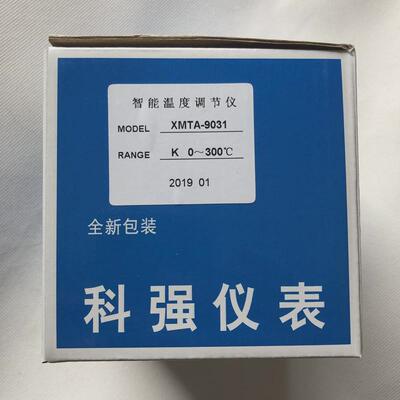 智能温度调节仪
MODEL XMTA-9031
RANGE K 0～300℃
2019 01
全新包装
科强仪表